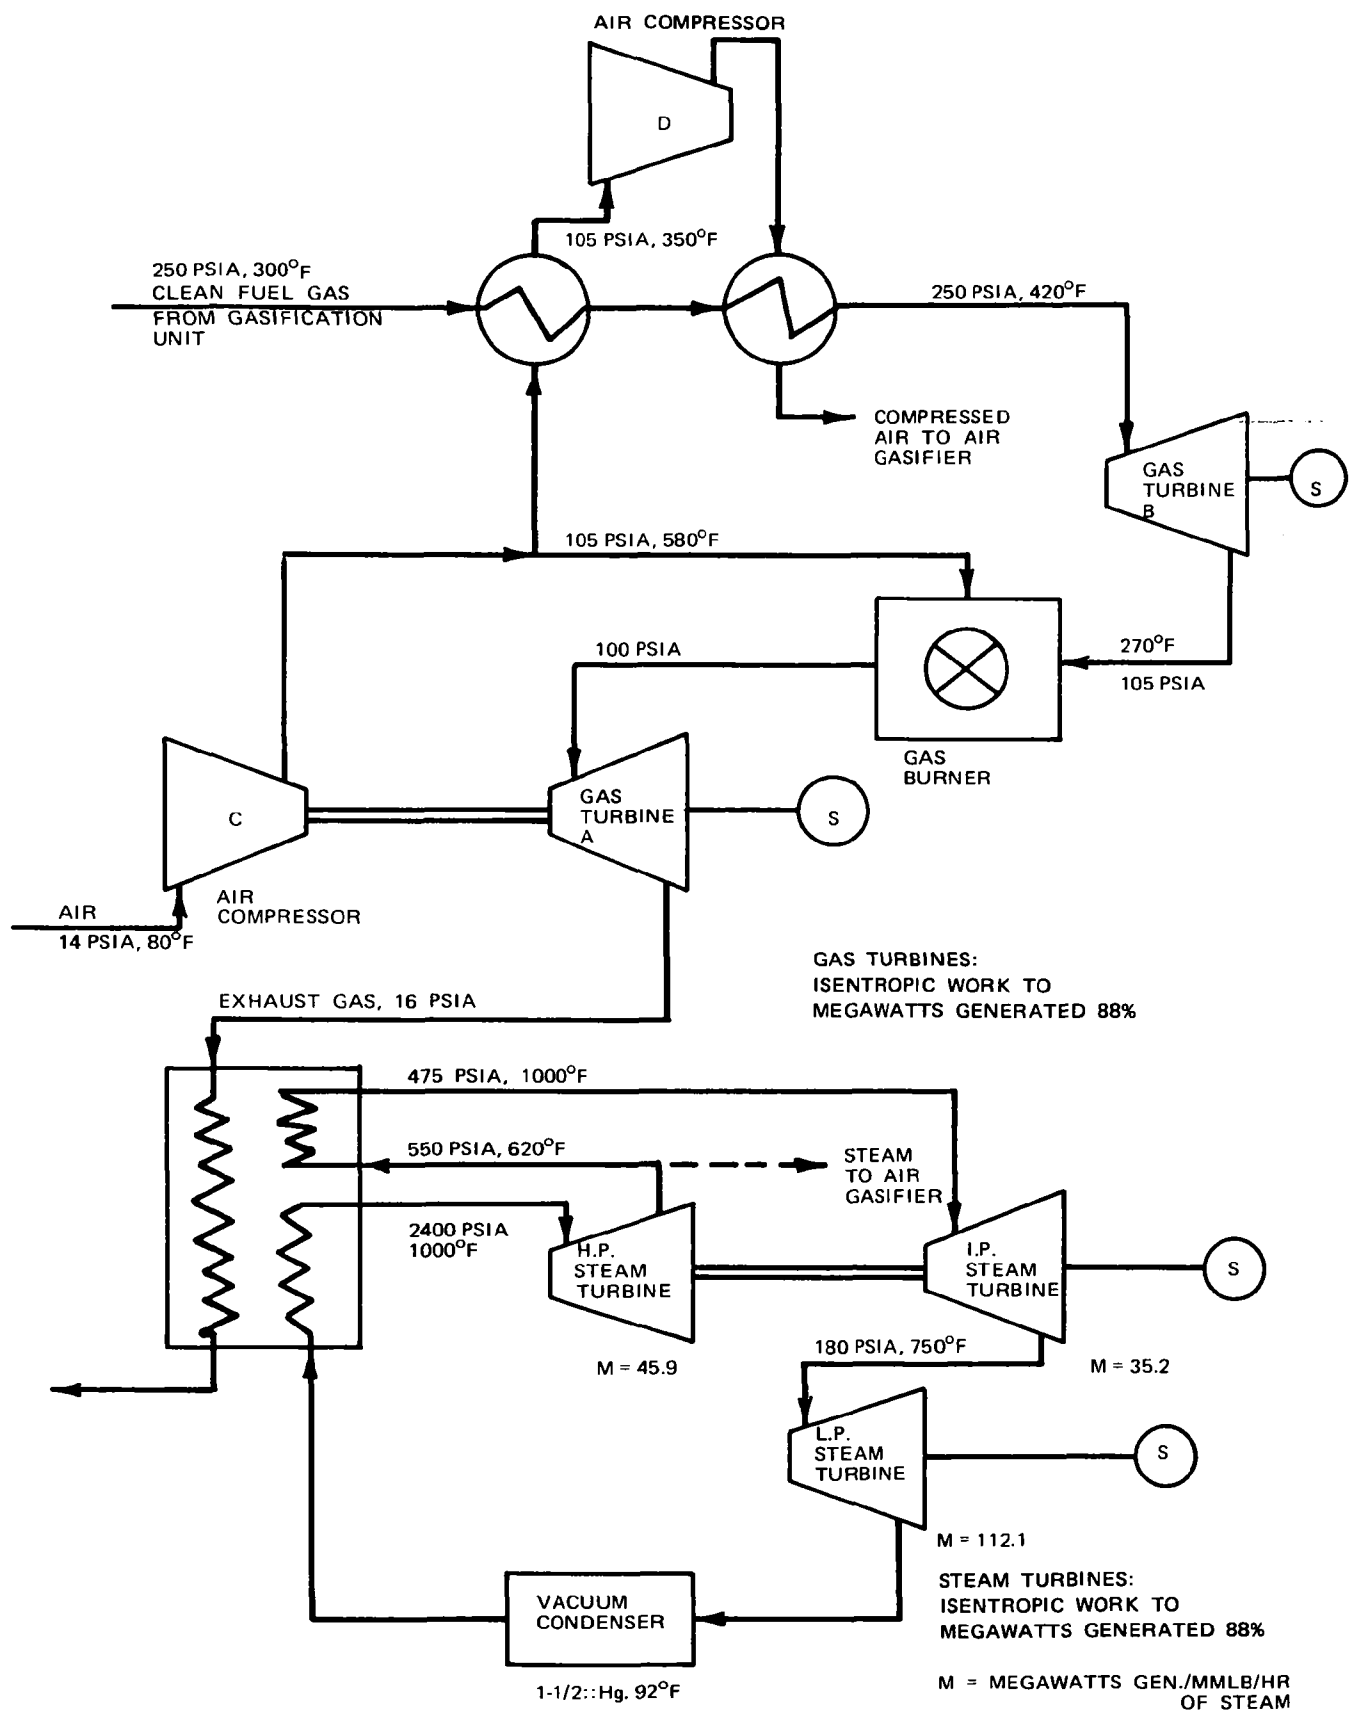 AIR COMPRESSOR
D
105 PSIA, 350°F
250 PSIA, 300°F
CLEAN FUEL GAS
FROM GASIFICATION
UNIT
250 PSIA, 420°F
COMPRESSED
AIR TO AIR
GASIFIER
GAS
TURBINE
B
S
105 PSIA, 580°F
100 PSIA
270°F
105 PSIA
GAS
BURNER
C
GAS
TURBINE
A
S
AIR
COMPRESSOR
AIR
14 PSIA, 80°F
GAS TURBINES:
ISENTROPIC WORK TO
MEGAWATTS GENERATED 88%
EXHAUST GAS, 16 PSIA
475 PSIA, 1000°F
550 PSIA, 620°F
STEAM
TO AIR
GASIFIER
2400 PSIA
1000°F
H.P.
STEAM
TURBINE
I.P.
STEAM
TURBINE
S
M = 45.9
180 PSIA, 750°F
M = 35.2
L.P.
STEAM
TURBINE
S
M = 112.1
VACUUM
CONDENSER
1-1/2::Hg. 92°F
STEAM TURBINES:
ISENTROPIC WORK TO
MEGAWATTS GENERATED 88%
M = MEGAWATTS GEN./MMLB/HR
OF STEAM